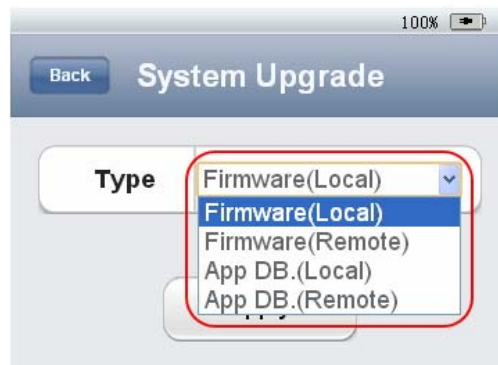 100%
Back System Upgrade
Type Firmware(Local)
Firmware(Local)
Firmware(Remote)
App DB.(Local)
App DB.(Remote)